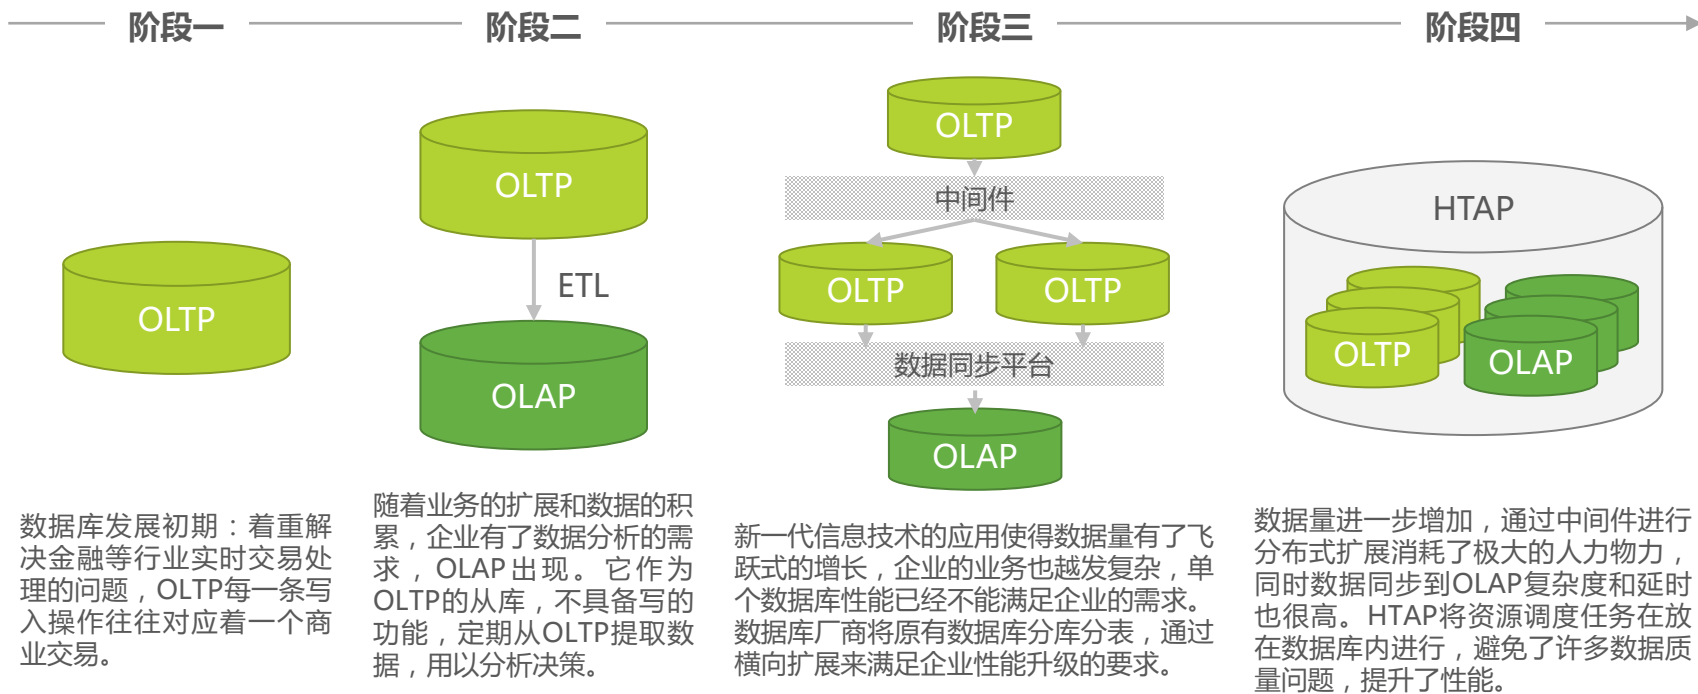 阶段一
阶段二
阶段三
阶段四
OLTP
数据库发展初期：着重解
决金融等行业实时交易处
理的问题，OLTP每一条写
入操作往往对应着一个商
业交易。
OLTP
ETL
OLAP
随着业务的扩展和数据的积
累，企业有了数据分析的需
求，OLAP出现。它作为
OLTP的从库，不具备写的
功能，定期从OLTP提取数
据，用以分析决策。
OLTP
中间件
OLTP
OLTP
数据同步平台
OLAP
新一代信息技术的应用使得数据量有了飞
跃式的增长，企业的业务也越发复杂，单
个数据库性能已经不能满足企业的需求。
数据库厂商将原有数据库分库分表，通过
横向扩展来满足企业性能升级的要求。
HTAP
OLTP
OLAP
数据量进一步增加，通过中间件进行
分布式扩展消耗了极大的人力物力，
同时数据同步到OLAP复杂度和延时
也很高。HTAP将资源调度任务在放
在数据库内进行，避免了许多数据质
量问题，提升了性能。